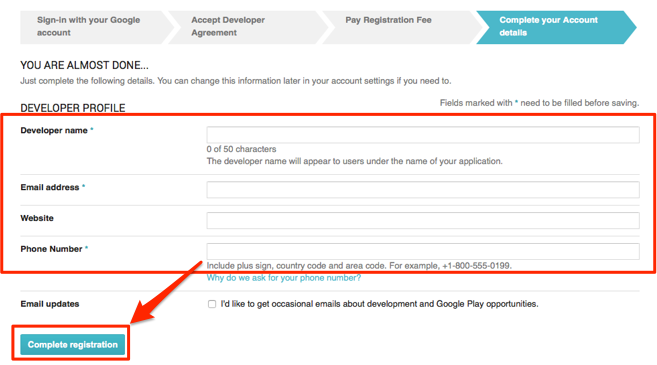 Sign-in with your Google account
Accept Developer Agreement
Pay Registration Fee
Complete your Account details
YOU ARE ALMOST DONE...
Just complete the following details. You can change this information later in your account settings if you need to.
DEVELOPER PROFILE
Fields marked with * need to be filled before saving.
Developer name *
0 of 50 characters
The developer name will appear to users under the name of your application.
Email address *
Website
Phone Number *
Include plus sign, country code and area code. For example, +1-800-555-0199.
Why do we ask for your phone number?
Email updates
I'd like to get occasional emails about development and Google Play opportunities.
Complete registration